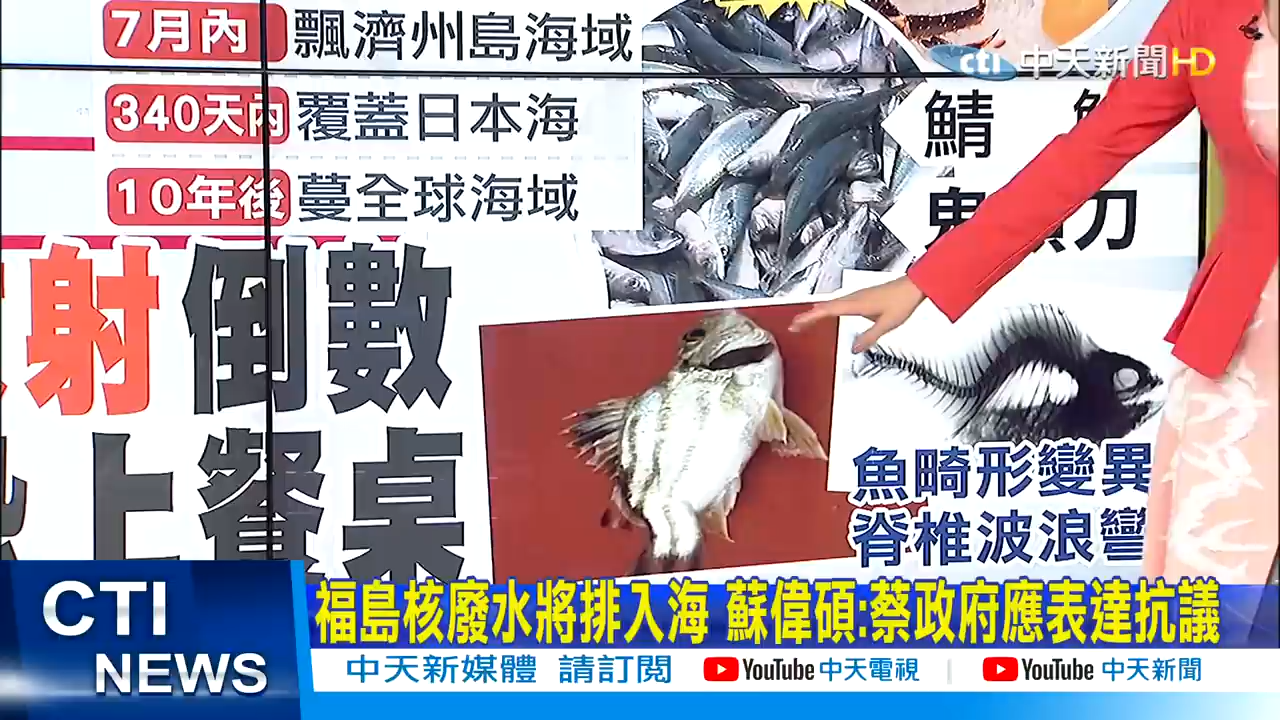 7月內 飄濟州島海域
340天內 覆蓋日本海
10年後 蔓全球海域
cti 中天新聞HD
鯖
刀
射倒數
上餐桌
魚畸形變異
脊椎波浪彎
福島核廢水將排入海 蘇偉碩:蔡政府應表達抗議
CTI
NEWS
中天新媒體 請訂閱 YouTube 中天電視 | YouTube 中天新聞